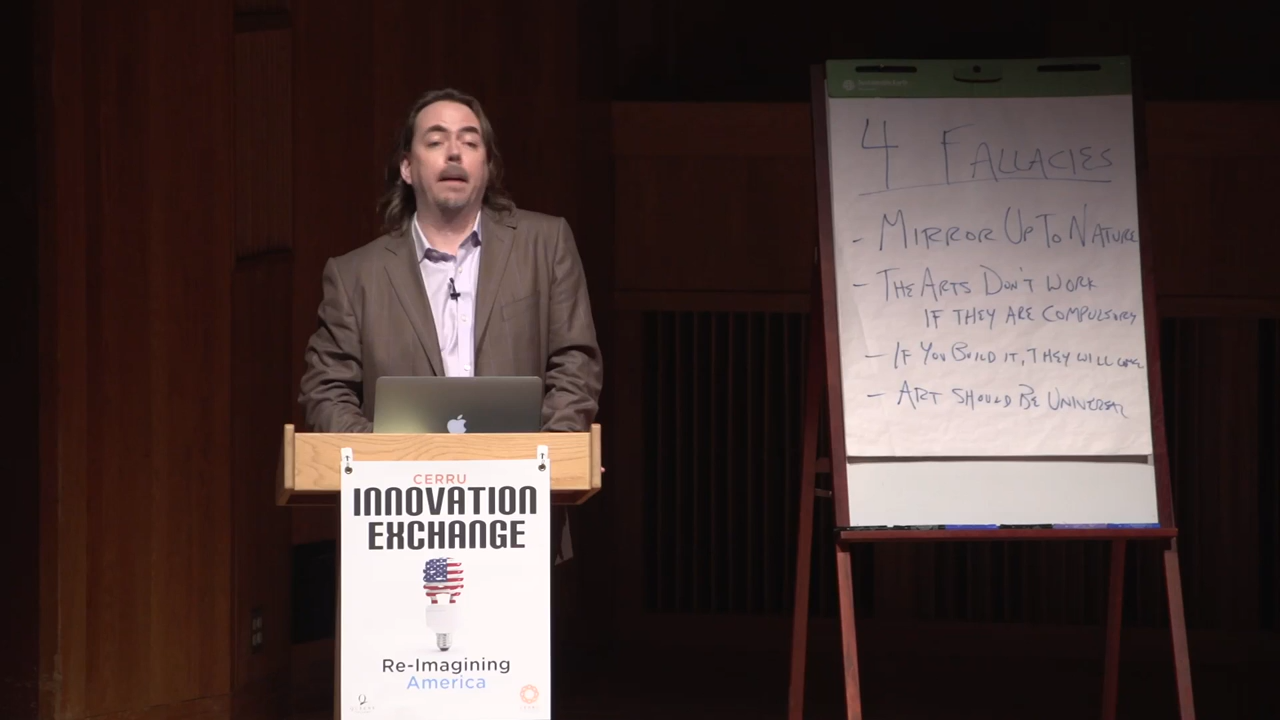 4 FALLACIES
- MIRROR UP TO NATURE
- THE ARTS DON'T WORK
IF THEY ARE COMPULSORY
- IF YOU BUILD IT, THEY WILL COME
- ART SHOULD BE UNIVERSAL
CERRU
INNOVATION
EXCHANGE
Re-Imagining
America